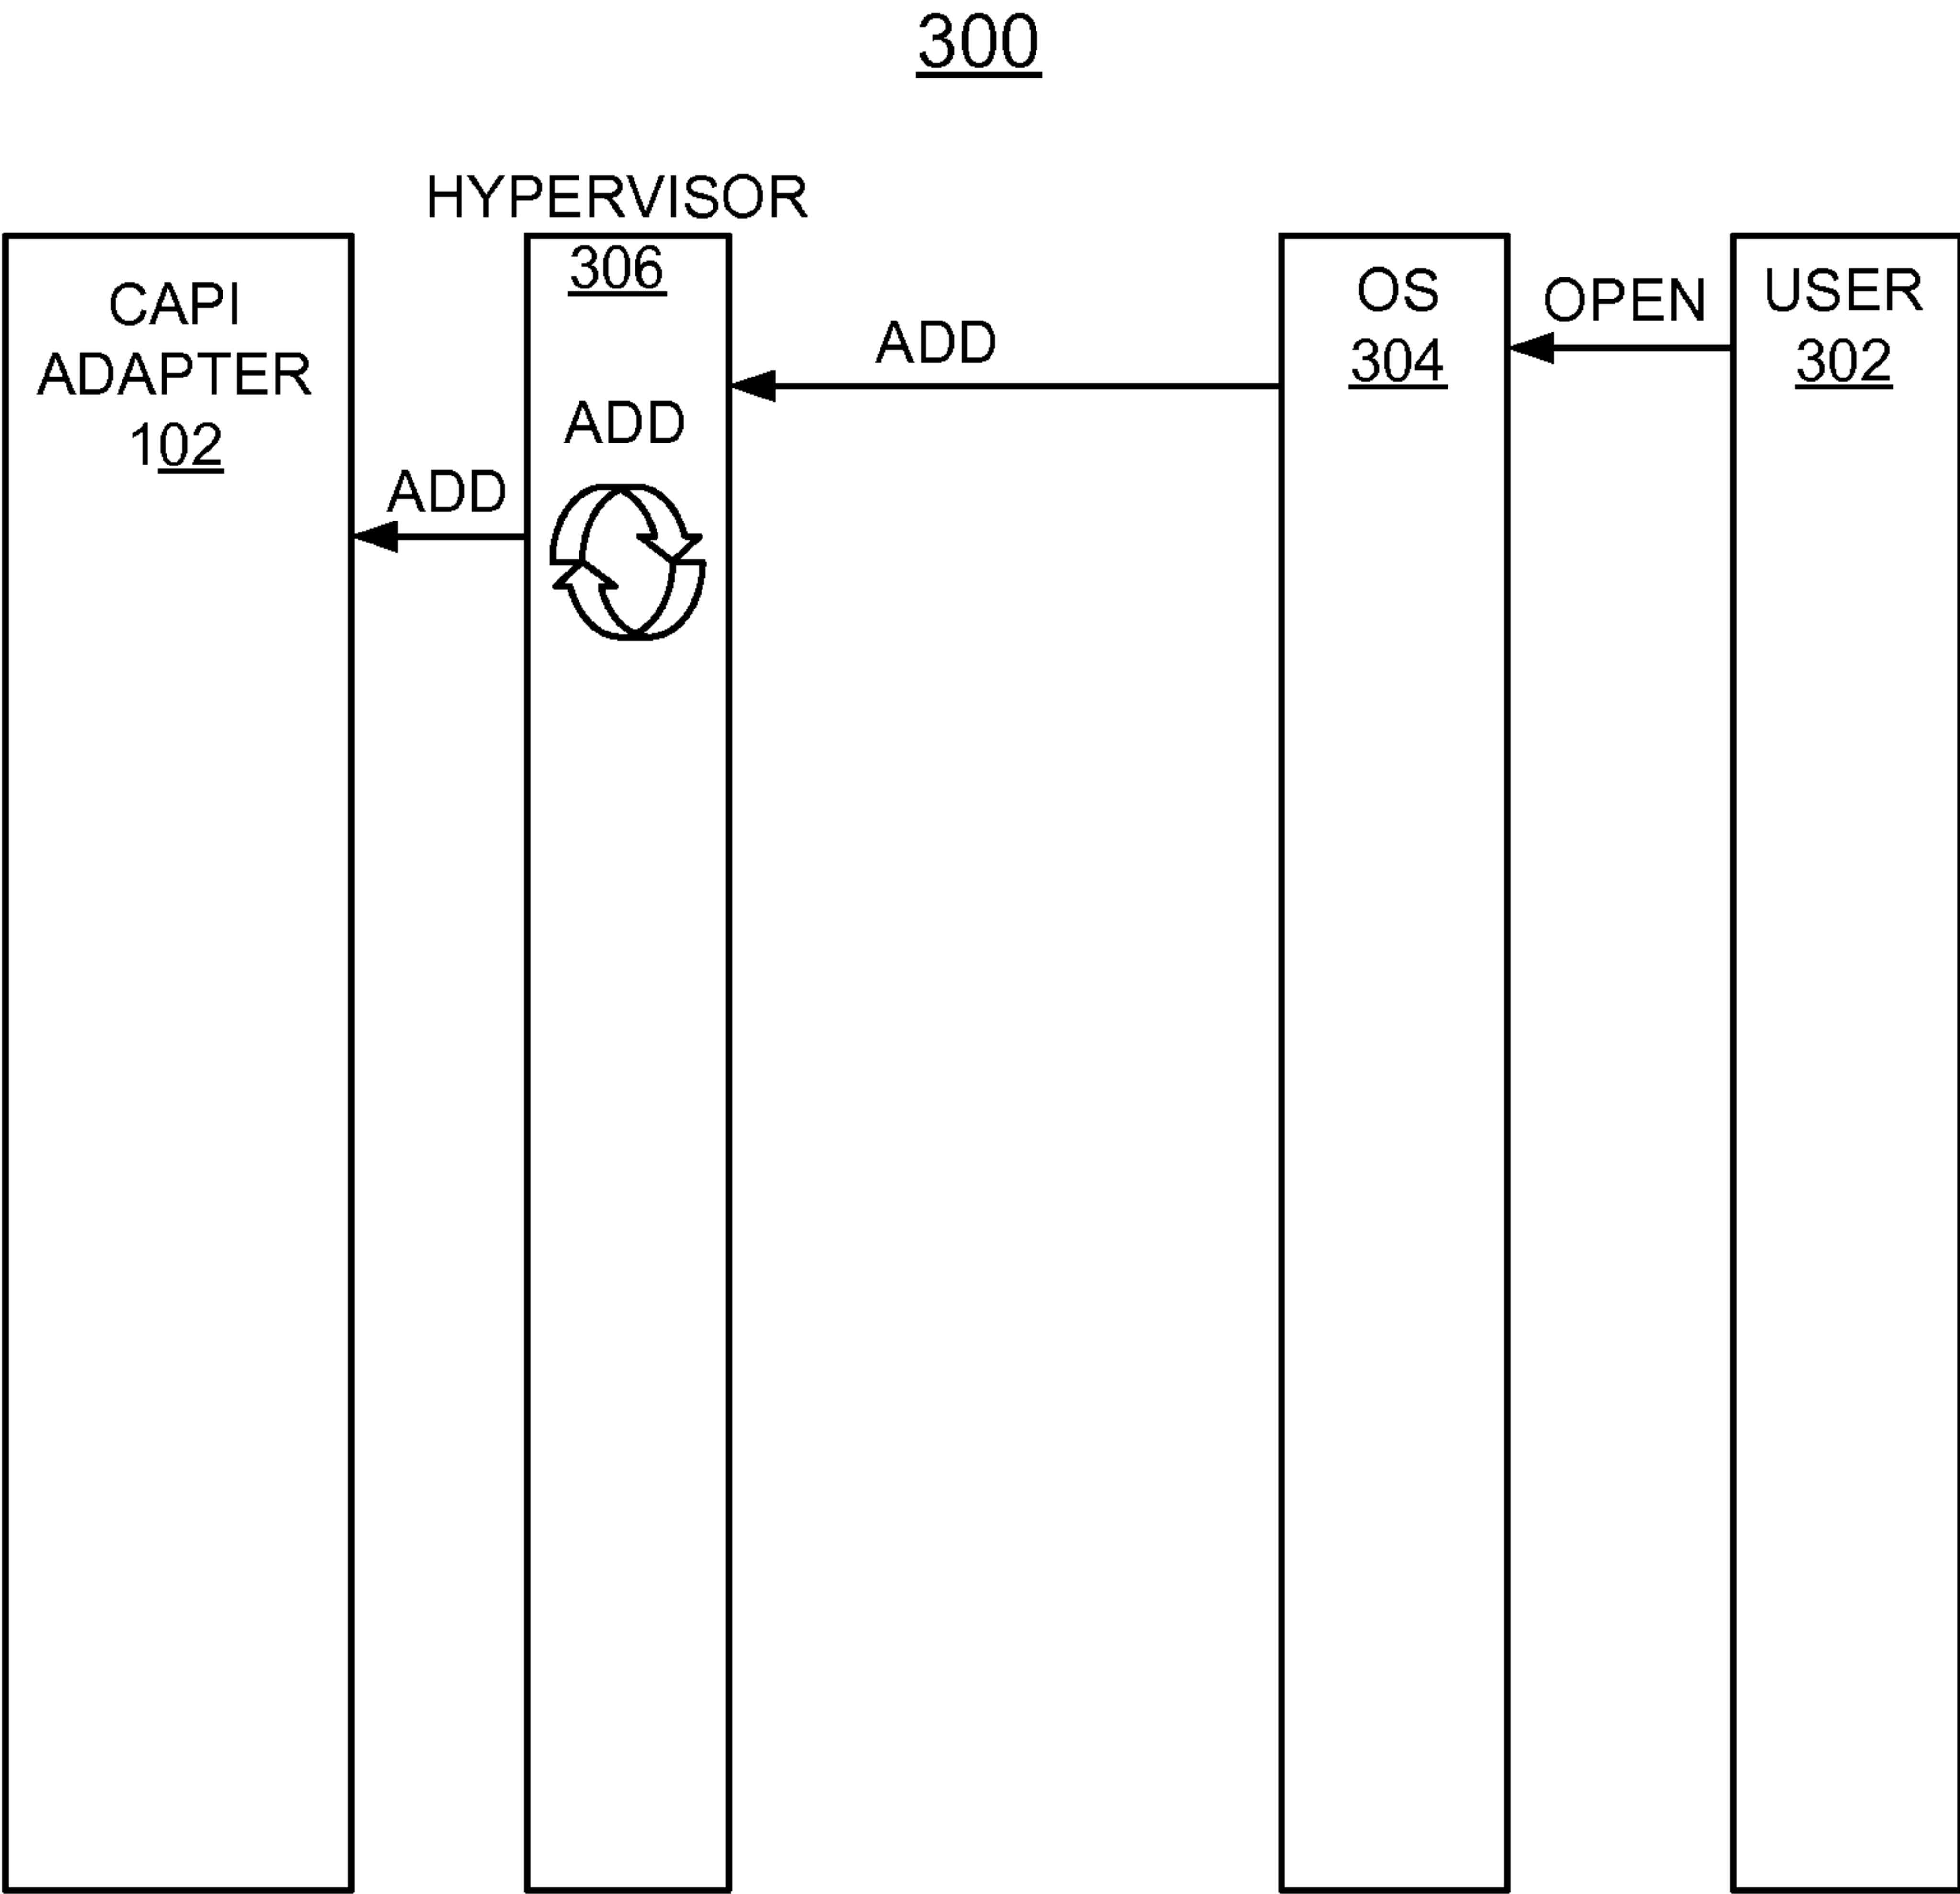 300
HYPERVISOR
306
CAPI
ADAPTER
102
ADD
ADD
ADD
OS
304
OPEN
USER
302